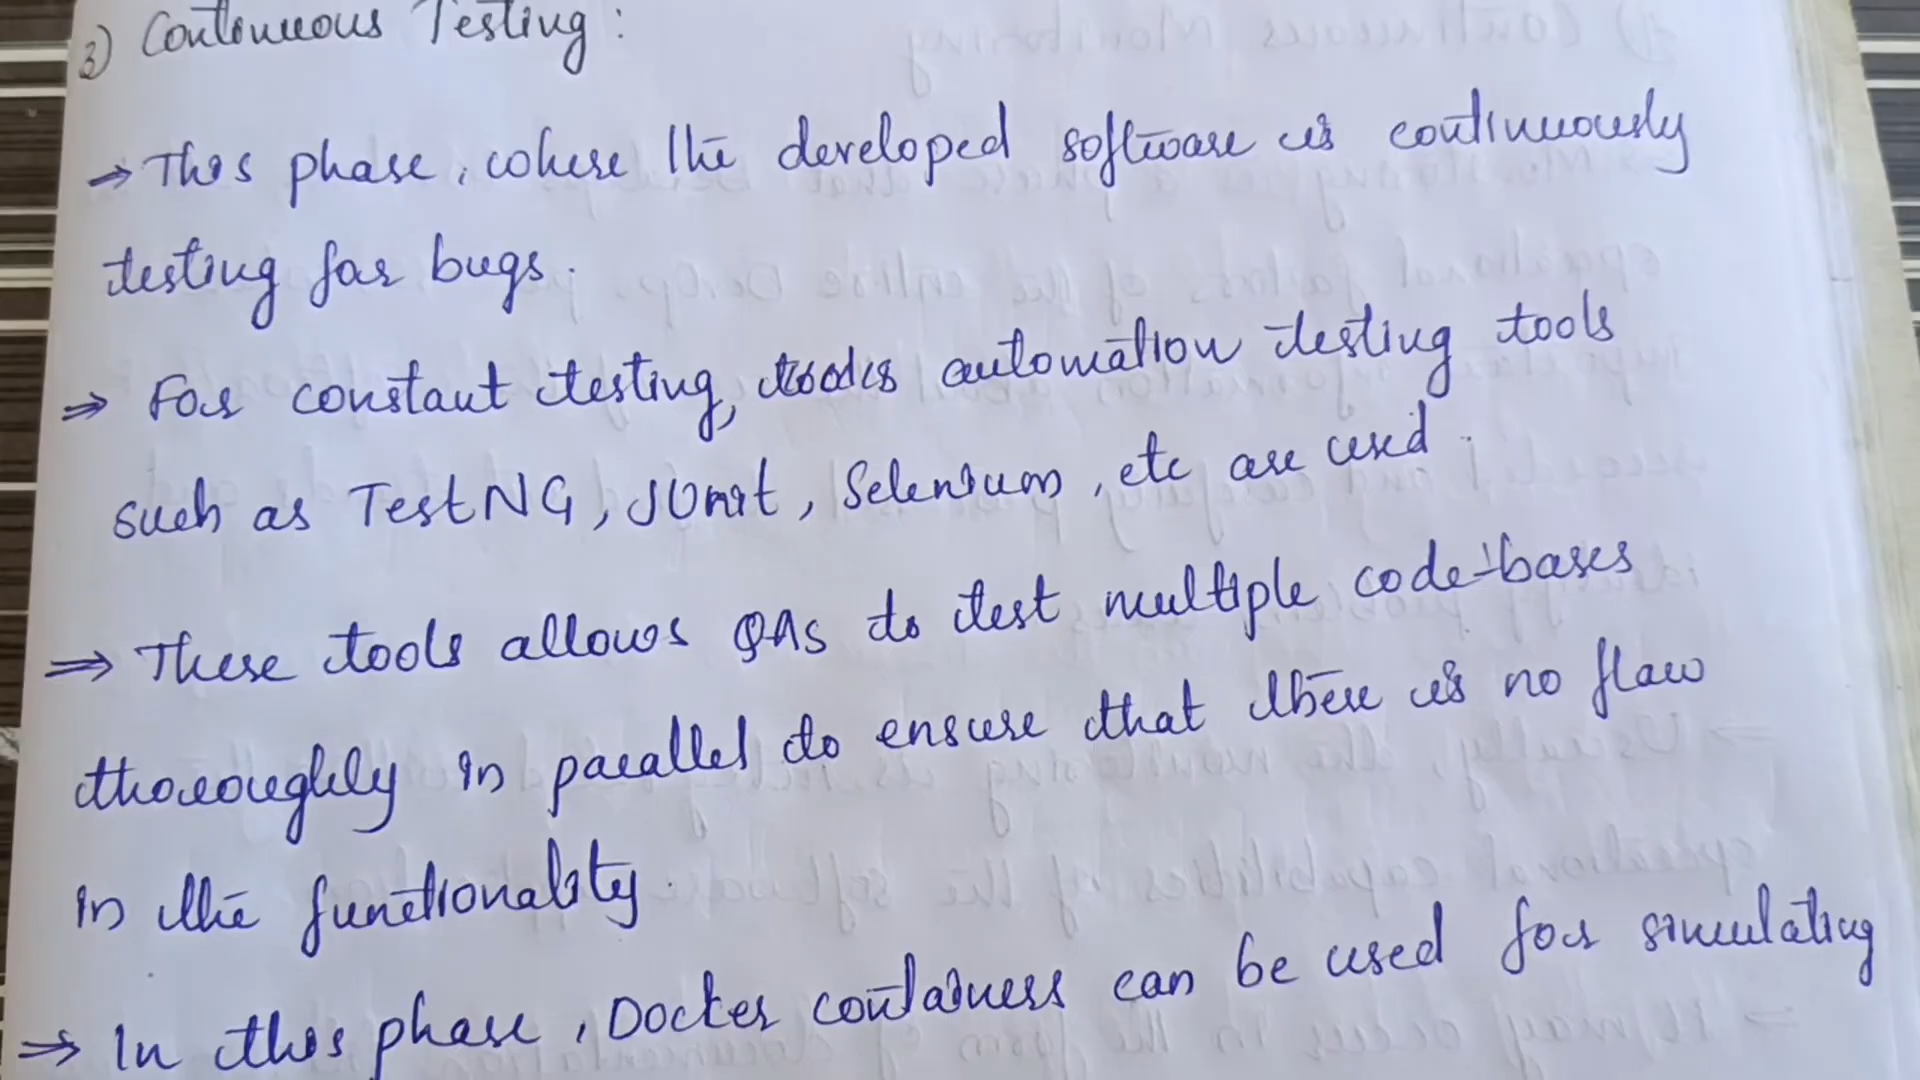 3) Continuous Testing:
→ This phase, where the developed software is continuously
testing for bugs.
⇒ For constant testing, automation testing tools
such as TestNG, JUnit, Selenium, etc are used.
⇒ These tools allows QAs to test multiple code-bases
thoroughly in parallel to ensure that there is no flaw
in the functionality.
⇒ In this phase, Docker containers can be used for simulating